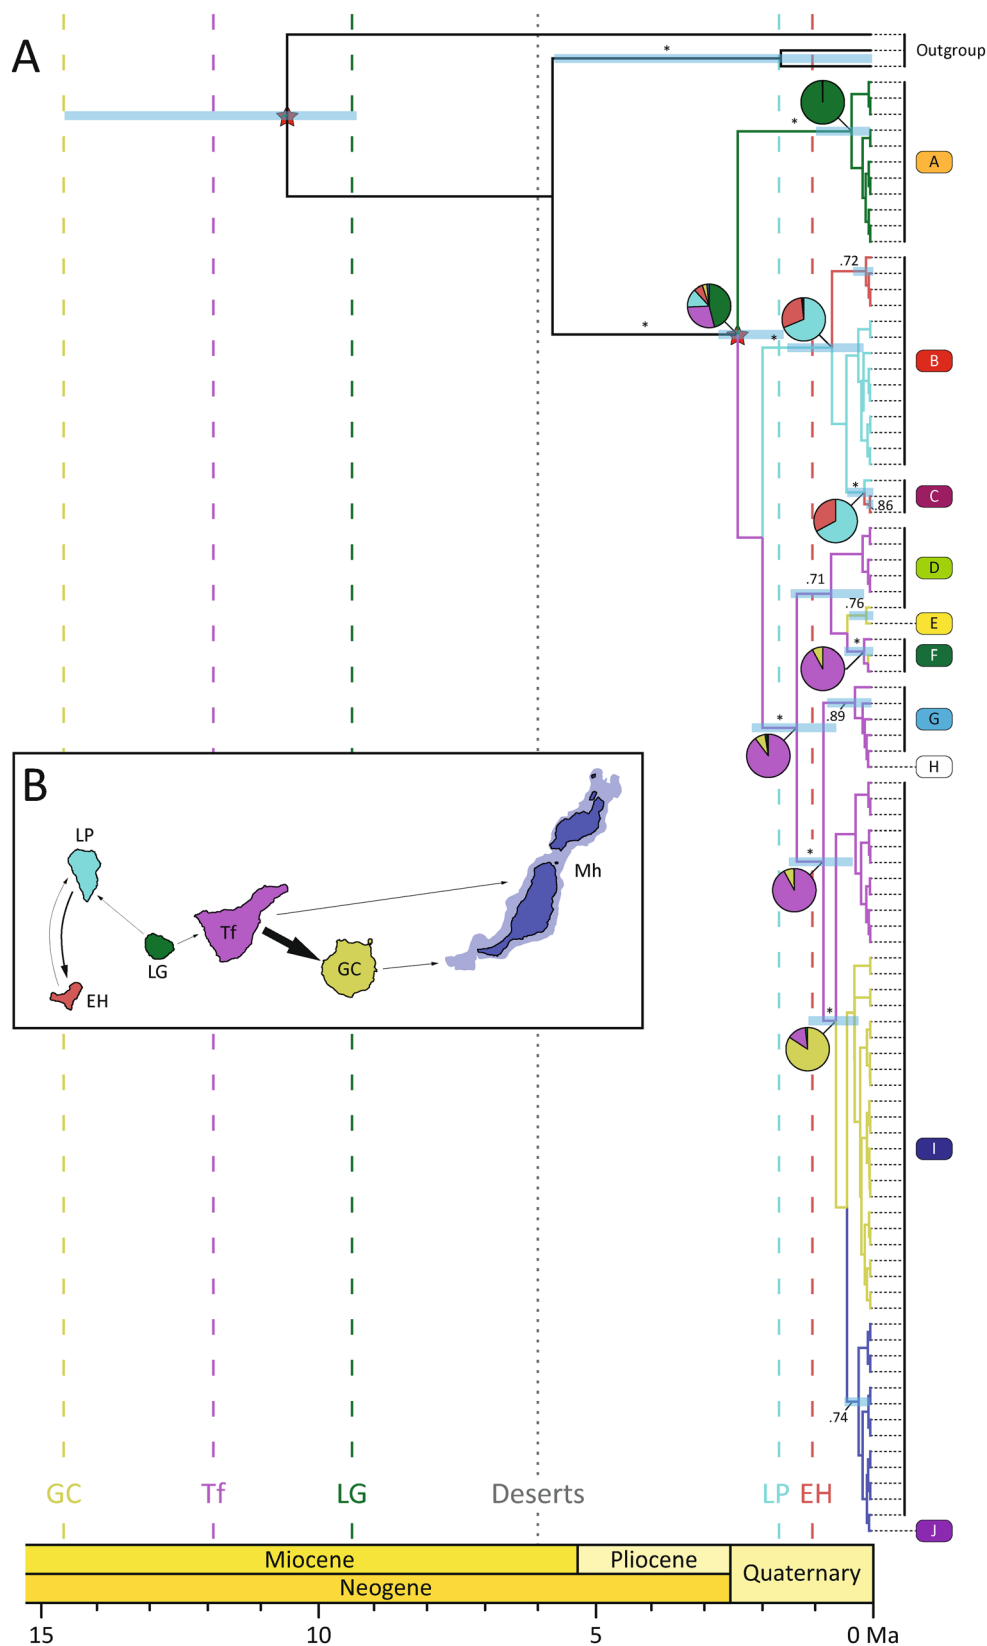 A
*
Outgroup
*
A
.72
*
*
B
*
C
.86
D
.71
.76
E
*
F
.89
G
*
H
B
LP
Mh
*
Tf
LG
GC
EH
*
I
.74
GC
Tf
LG
Deserts
LP
EH
J
Miocene
Pliocene
Quaternary
Neogene
15
10
5
0 Ma